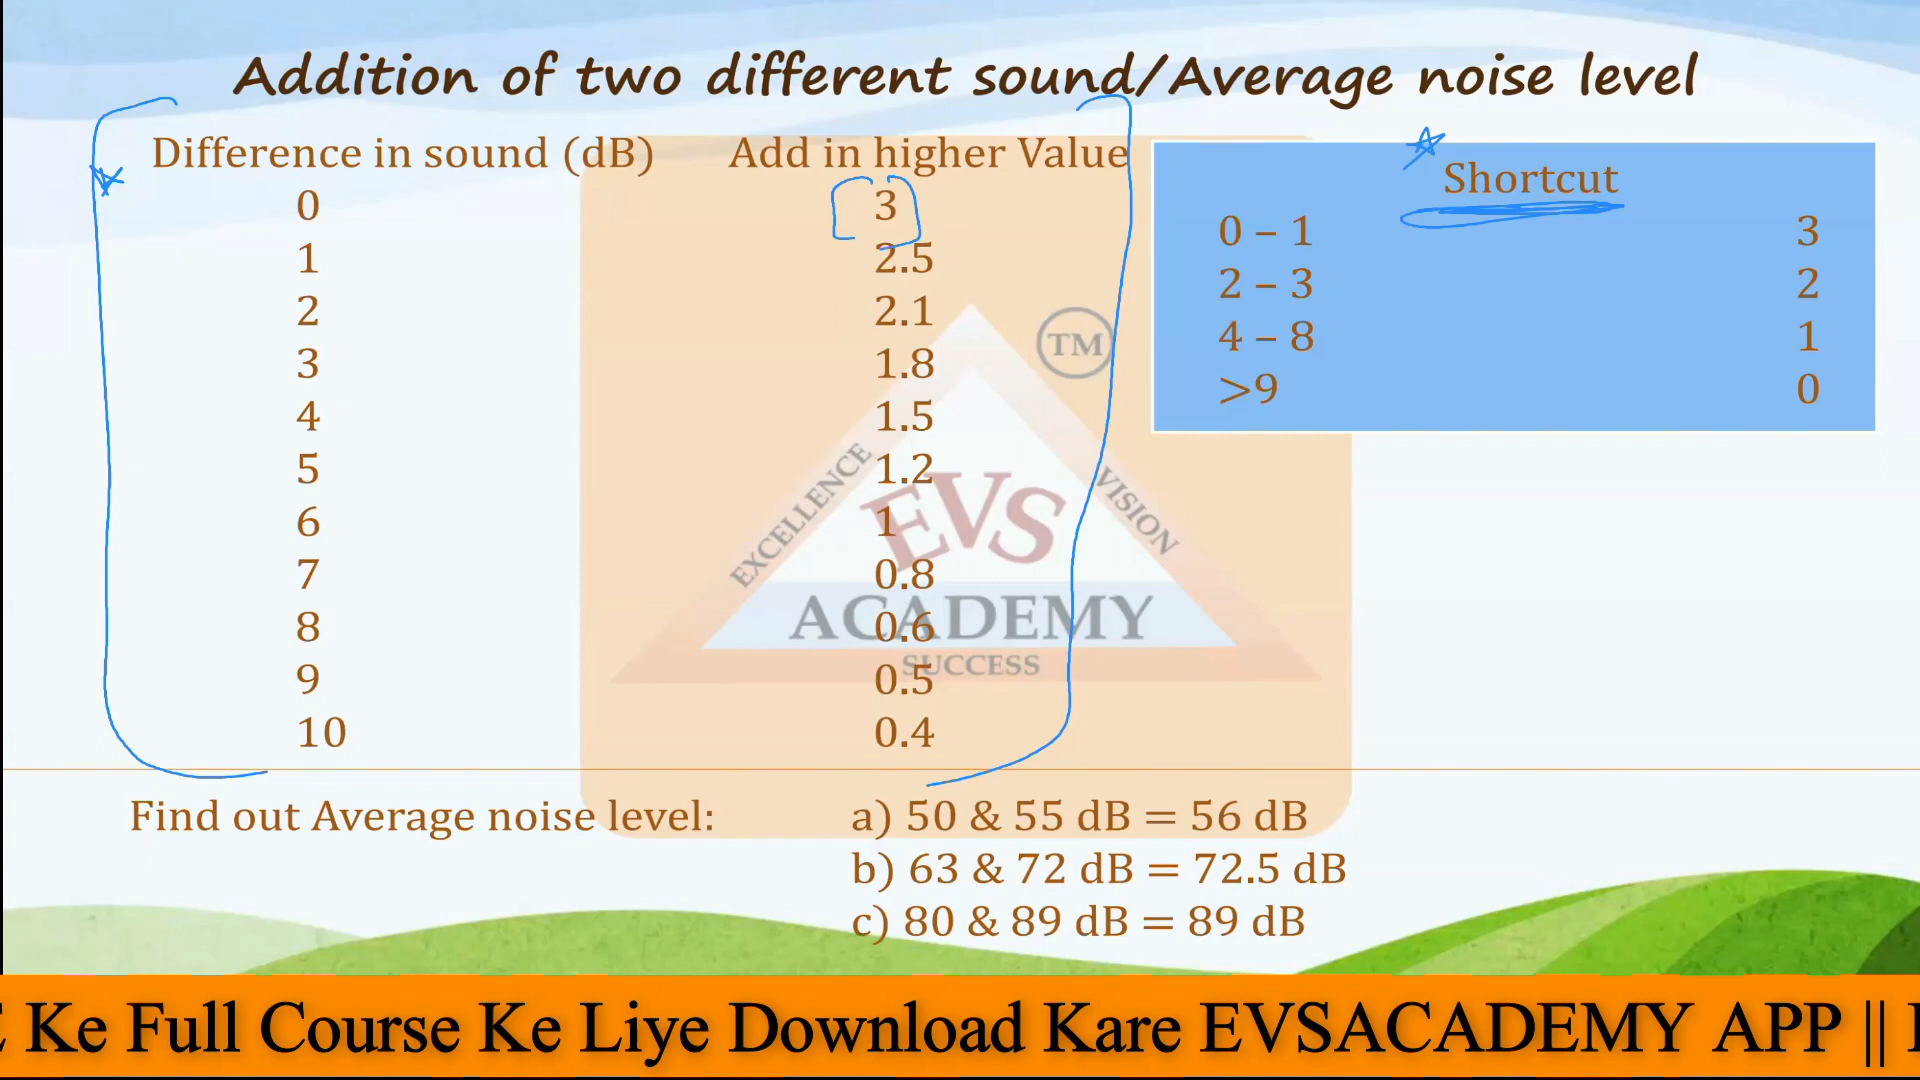 Addition of two different sound/Average noise level
Difference in sound (dB) Add in higher Value
0 3
1 2.5
2 2.1
3 1.8
4 1.5
5 1.2
6 1
7 0.8
8 0.6
9 0.5
10 0.4
Shortcut
0 – 1 3
2 – 3 2
4 – 8 1
>9 0
TM
EXCELLENCE
VISION
EVS
ACADEMY
SUCCESS
Find out Average noise level: a) 50 & 55 dB = 56 dB
b) 63 & 72 dB = 72.5 dB
c) 80 & 89 dB = 89 dB
Ke Full Course Ke Liye Download Kare EVSACADEMY APP ||